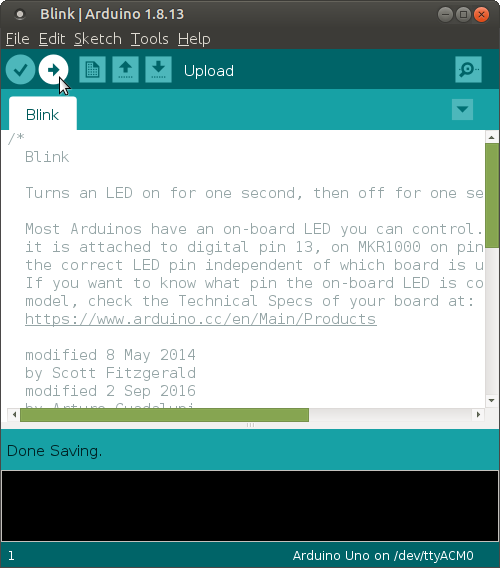 Blink | Arduino 1.8.13
File Edit Sketch Tools Help
Upload
Blink
/*
Blink
Turns an LED on for one second, then off for one se
Most Arduinos have an on-board LED you can control.
it is attached to digital pin 13, on MKR1000 on pin
the correct LED pin independent of which board is u
If you want to know what pin the on-board LED is co
model, check the Technical Specs of your board at:
https://www.arduino.cc/en/Main/Products
modified 8 May 2014
by Scott Fitzgerald
modified 2 Sep 2016
by Arturo Guadalupi
Done Saving.
1
Arduino Uno on /dev/ttyACM0